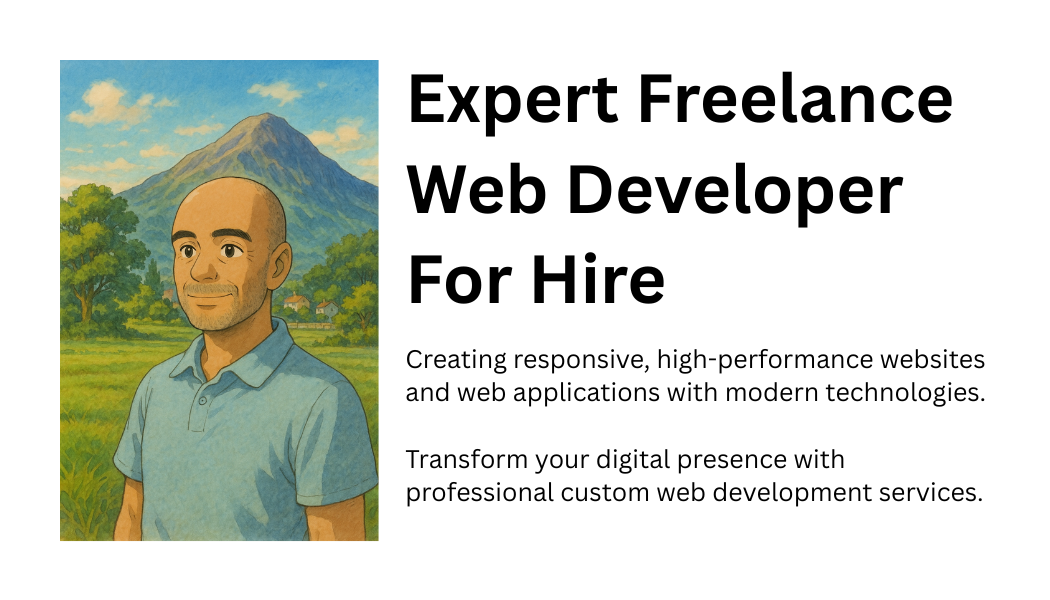 Expert Freelance
Web Developer
For Hire
Creating responsive, high-performance websites
and web applications with modern technologies.
Transform your digital presence with
professional custom web development services.